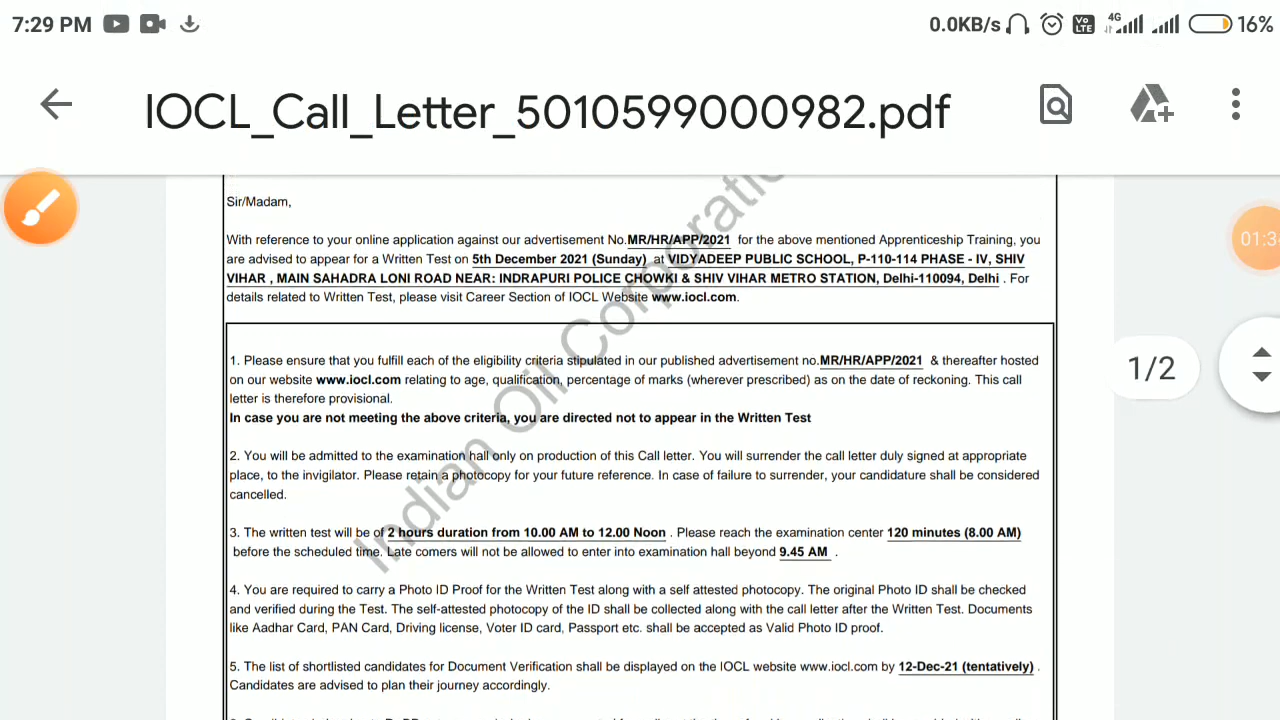 7:29 PM 0.0KB/s Vo LTE 4G 16%
IOCL_Call_Letter_5010599000982.pdf
Sir/Madam,
01:3
With reference to your online application against our advertisement No.MR/HR/APP/2021 for the above mentioned Apprenticeship Training, you
are advised to appear for a Written Test on 5th December 2021 (Sunday) at VIDYADEEP PUBLIC SCHOOL, P-110-114 PHASE - IV, SHIV
VIHAR , MAIN SAHADRA LONI ROAD NEAR: INDRAPURI POLICE CHOWKI & SHIV VIHAR METRO STATION, Delhi-110094, Delhi . For
details related to Written Test, please visit Career Section of IOCL Website www.iocl.com.
Indian Oil Corporatio
1. Please ensure that you fulfill each of the eligibility criteria stipulated in our published advertisement no.MR/HR/APP/2021 & thereafter hosted
on our website www.iocl.com relating to age, qualification, percentage of marks (wherever prescribed) as on the date of reckoning. This call
letter is therefore provisional.
In case you are not meeting the above criteria, you are directed not to appear in the Written Test
1/2
2. You will be admitted to the examination hall only on production of this Call letter. You will surrender the call letter duly signed at appropriate
place, to the invigilator. Please retain a photocopy for your future reference. In case of failure to surrender, your candidature shall be considered
cancelled.
3. The written test will be of 2 hours duration from 10.00 AM to 12.00 Noon . Please reach the examination center 120 minutes (8.00 AM)
before the scheduled time. Late comers will not be allowed to enter into examination hall beyond 9.45 AM .
4. You are required to carry a Photo ID Proof for the Written Test along with a self attested photocopy. The original Photo ID shall be checked
and verified during the Test. The self-attested photocopy of the ID shall be collected along with the call letter after the Written Test. Documents
like Aadhar Card, PAN Card, Driving license, Voter ID card, Passport etc. shall be accepted as Valid Photo ID proof.
5. The list of shortlisted candidates for Document Verification shall be displayed on the IOCL website www.iocl.com by 12-Dec-21 (tentatively) .
Candidates are advised to plan their journey accordingly.